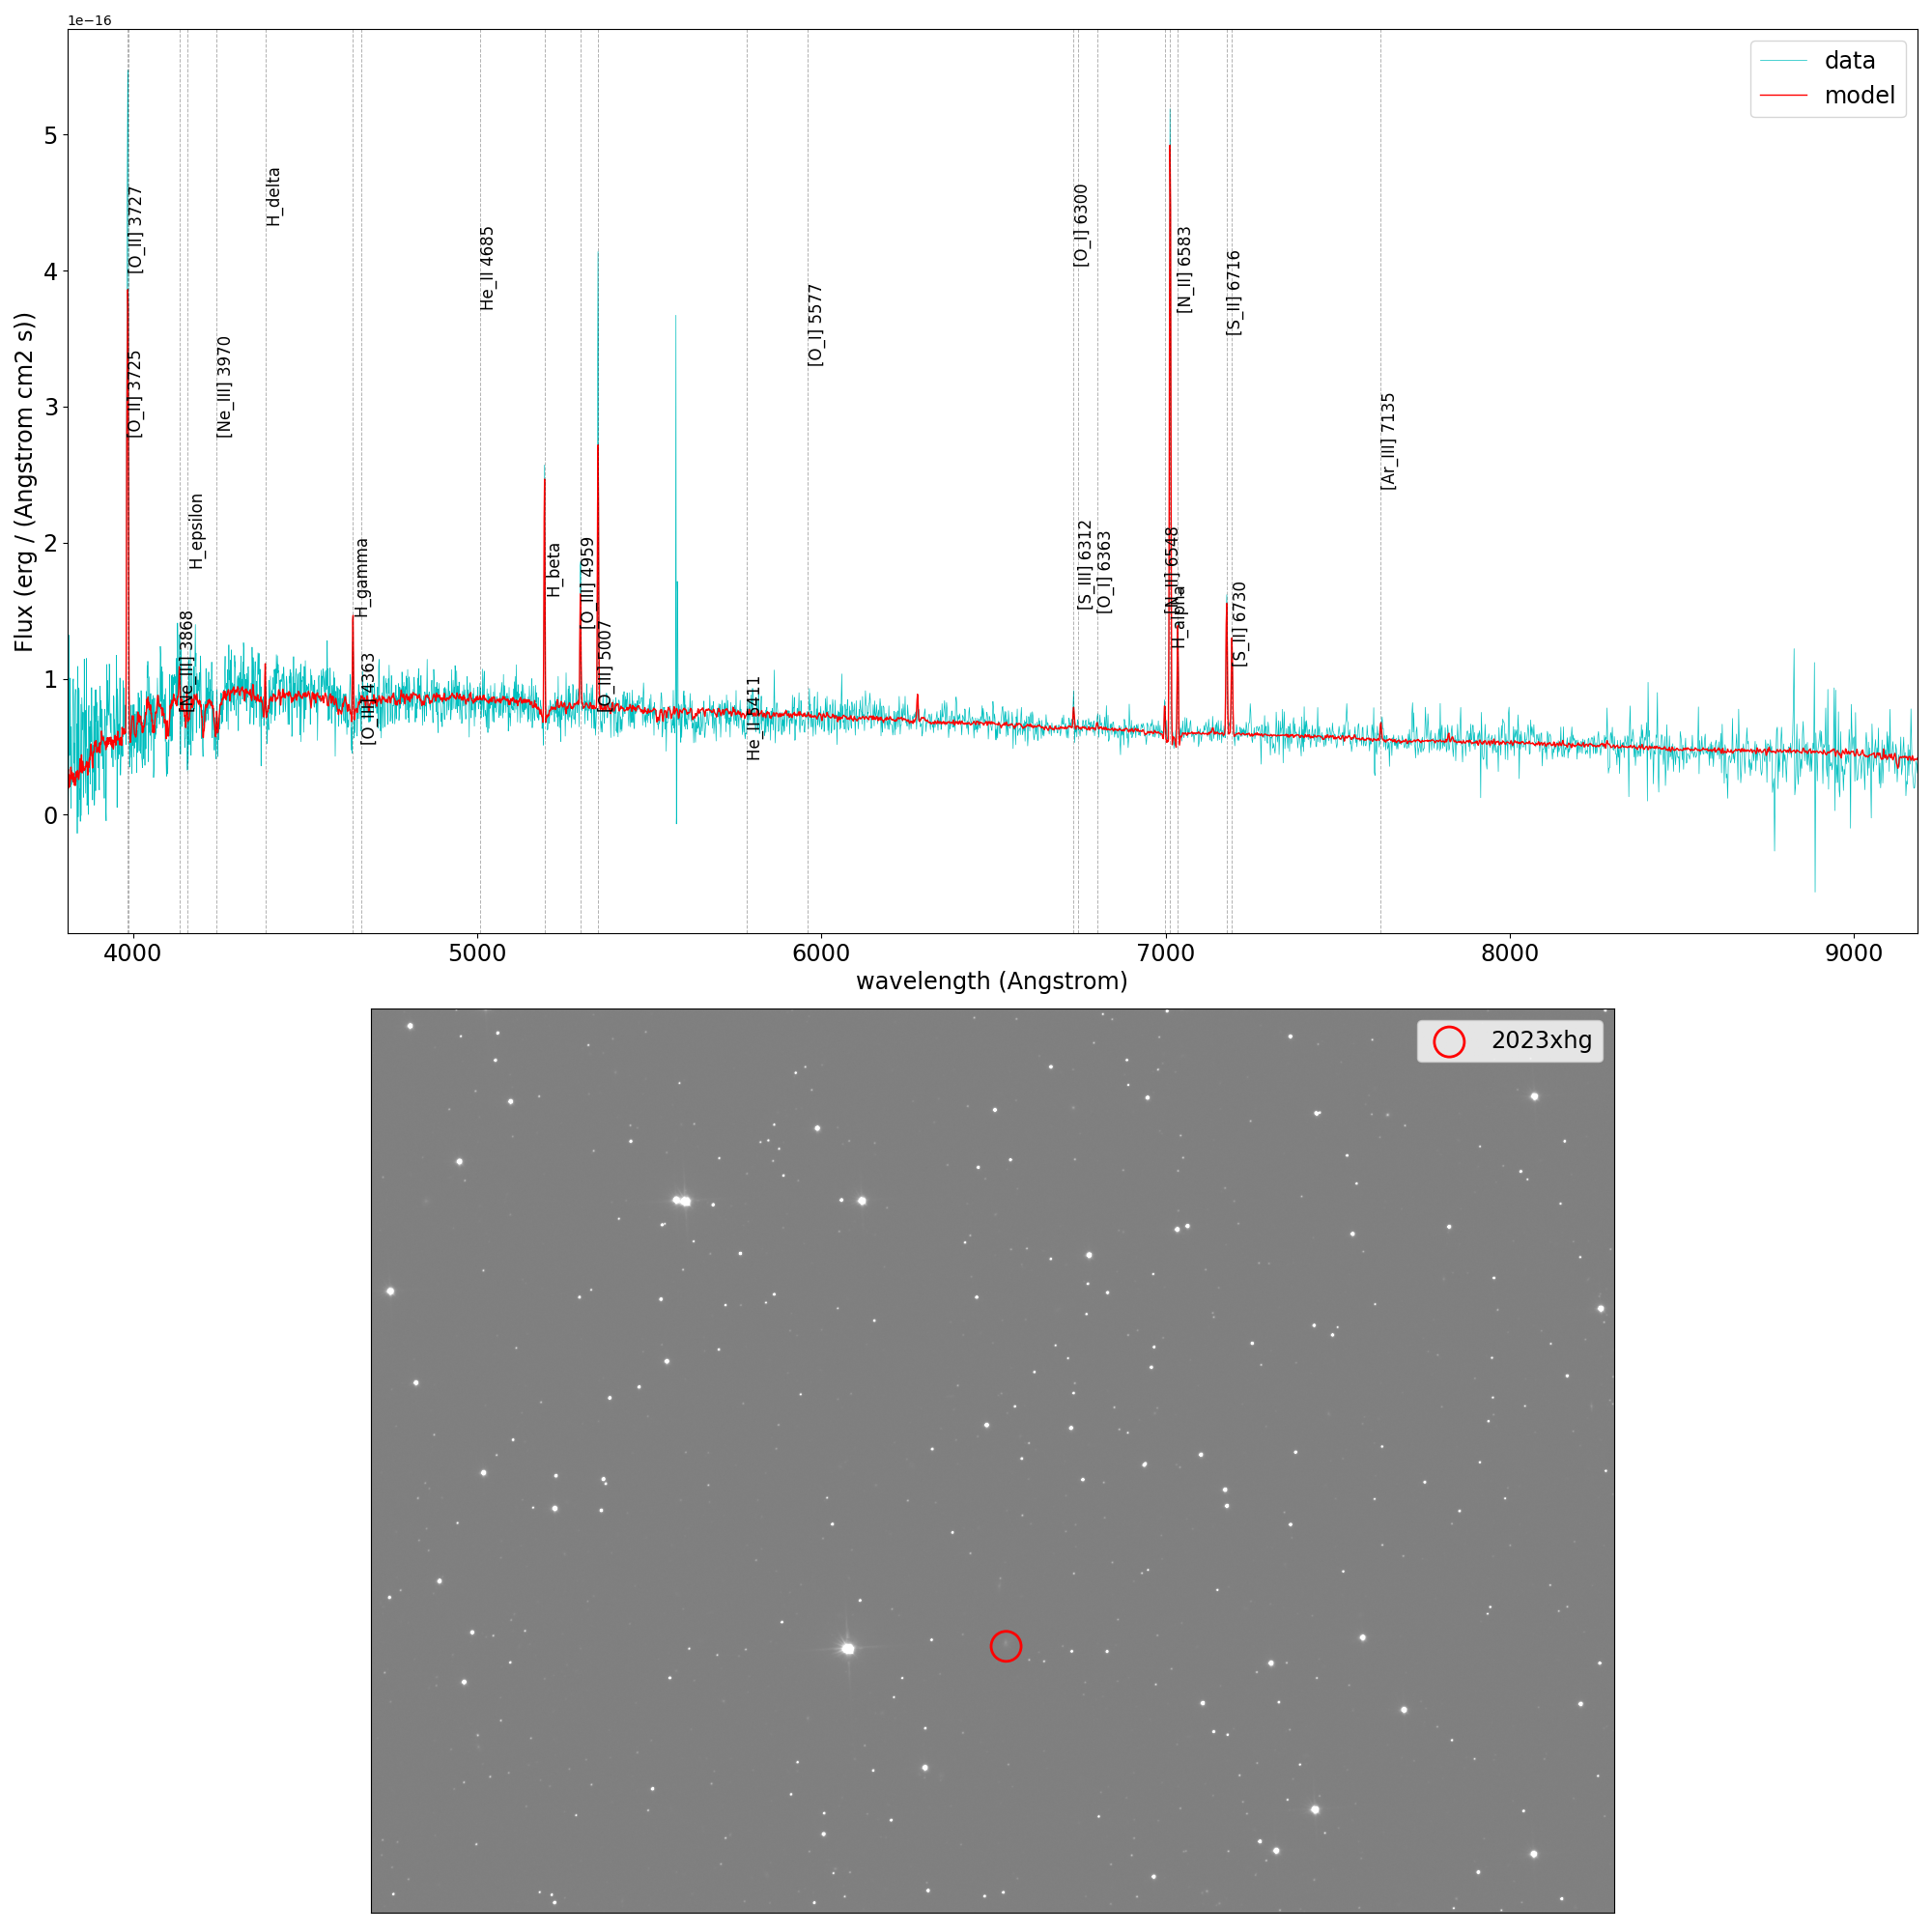 1e−16
data
model
5
4
3
2
1
0
Flux (erg / (Angstrom cm2 s))
[O_II] 3727
[O_II] 3725
[Ne_III] 3868
H_epsilon
[Ne_III] 3970
H_delta
H_gamma
[O_III] 4363
He_II 4685
H_beta
[O_III] 4959
[O_III] 5007
He_II 5411
[O_I] 5577
[O_I] 6300
[S_III] 6312
[O_I] 6363
[N_II] 6548
H_alpha
[N_II] 6583
[S_II] 6716
[S_II] 6730
[Ar_III] 7135
4000
5000
6000
7000
8000
9000
wavelength (Angstrom)
2023xhg